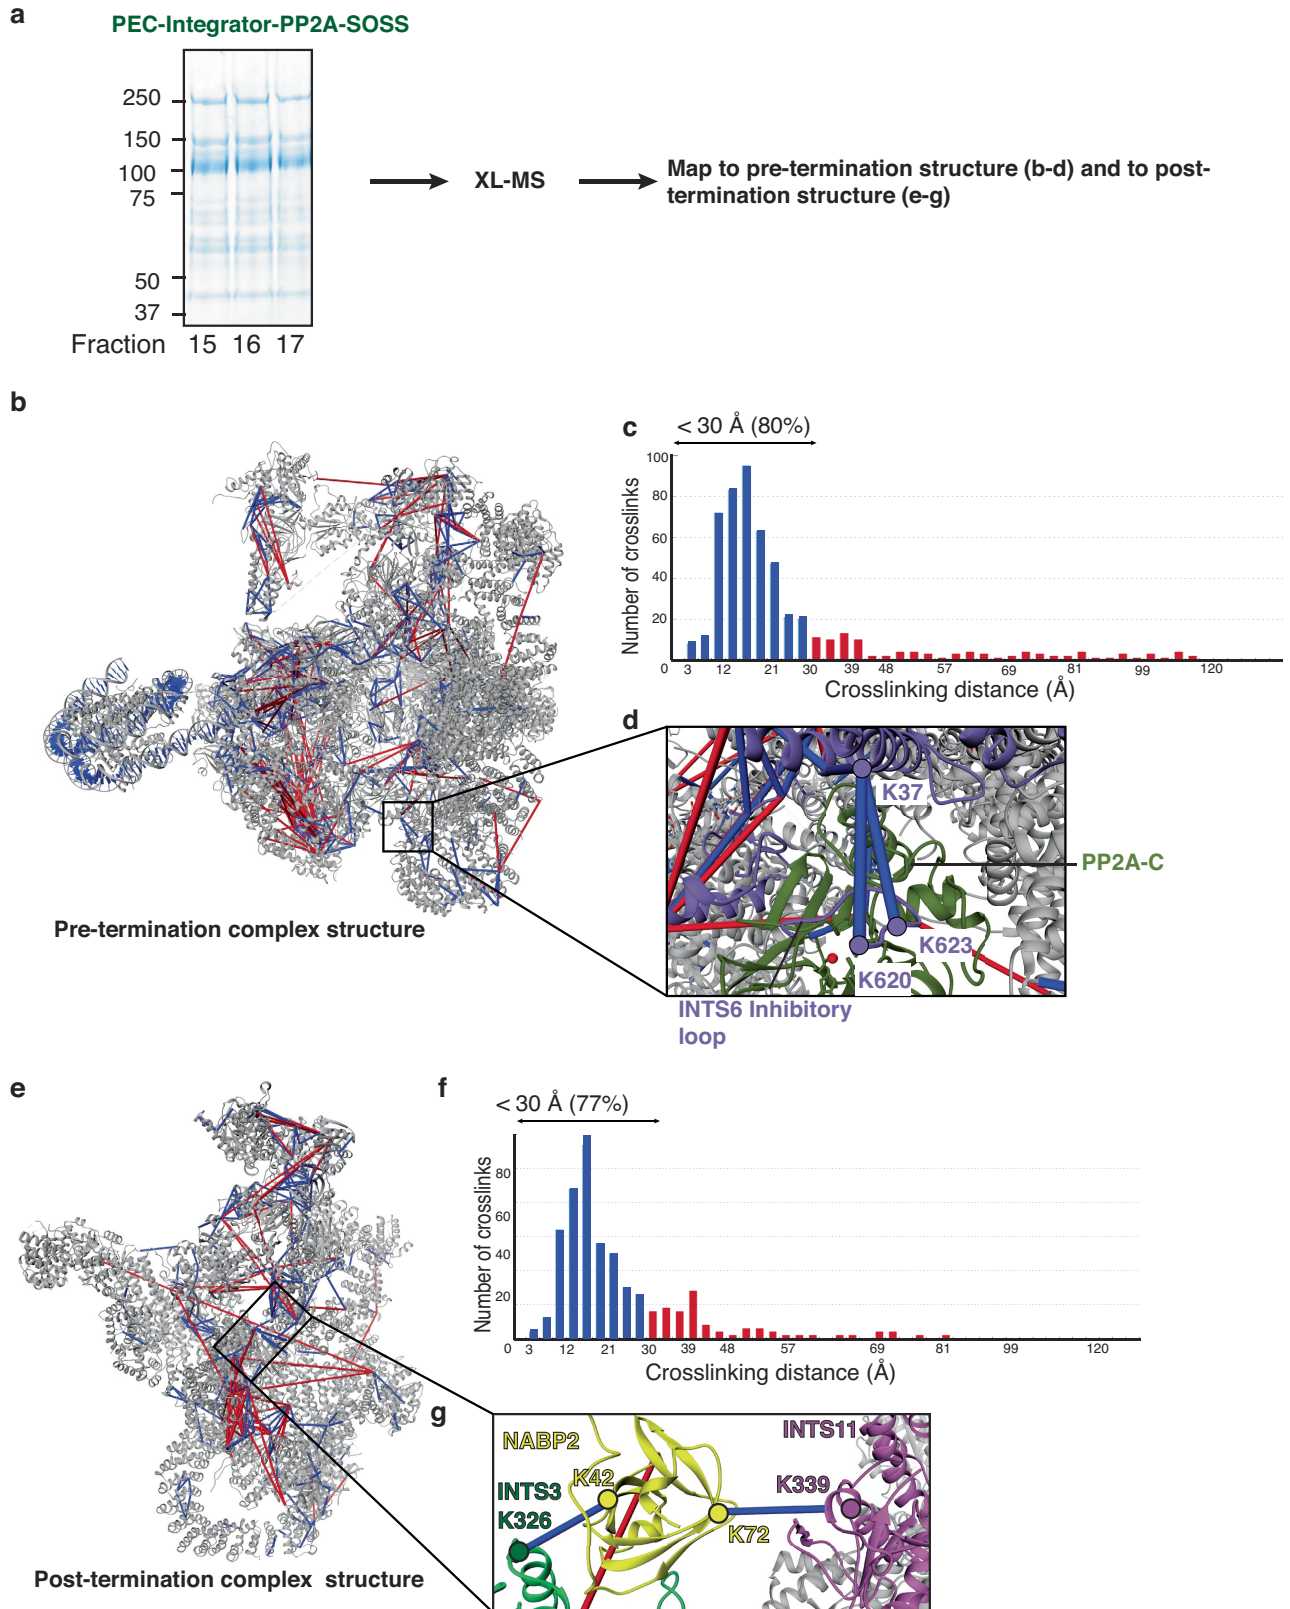 a
PEC-Integrator-PP2A-SOSS
250
150
100
75
50
37
Fraction 15 16 17
XL-MS
Map to pre-termination structure (b-d) and to post-
termination structure (e-g)
b
Pre-termination complex structure
c
< 30 Å (80%)
Number of crosslinks
100
80
60
40
20
0 3 12 21 30 39 48 57 69 81 99 120
Crosslinking distance (Å)
d
K37
PP2A-C
K623
K620
INTS6 Inhibitory
loop
e
Post-termination complex structure
f
< 30 Å (77%)
Number of crosslinks
80
60
40
20
0
0 3 12 21 30 39 48 57 69 81 99 120
Crosslinking distance (Å)
g
NABP2
INTS11
K42
K339
INTS3
K326
K72